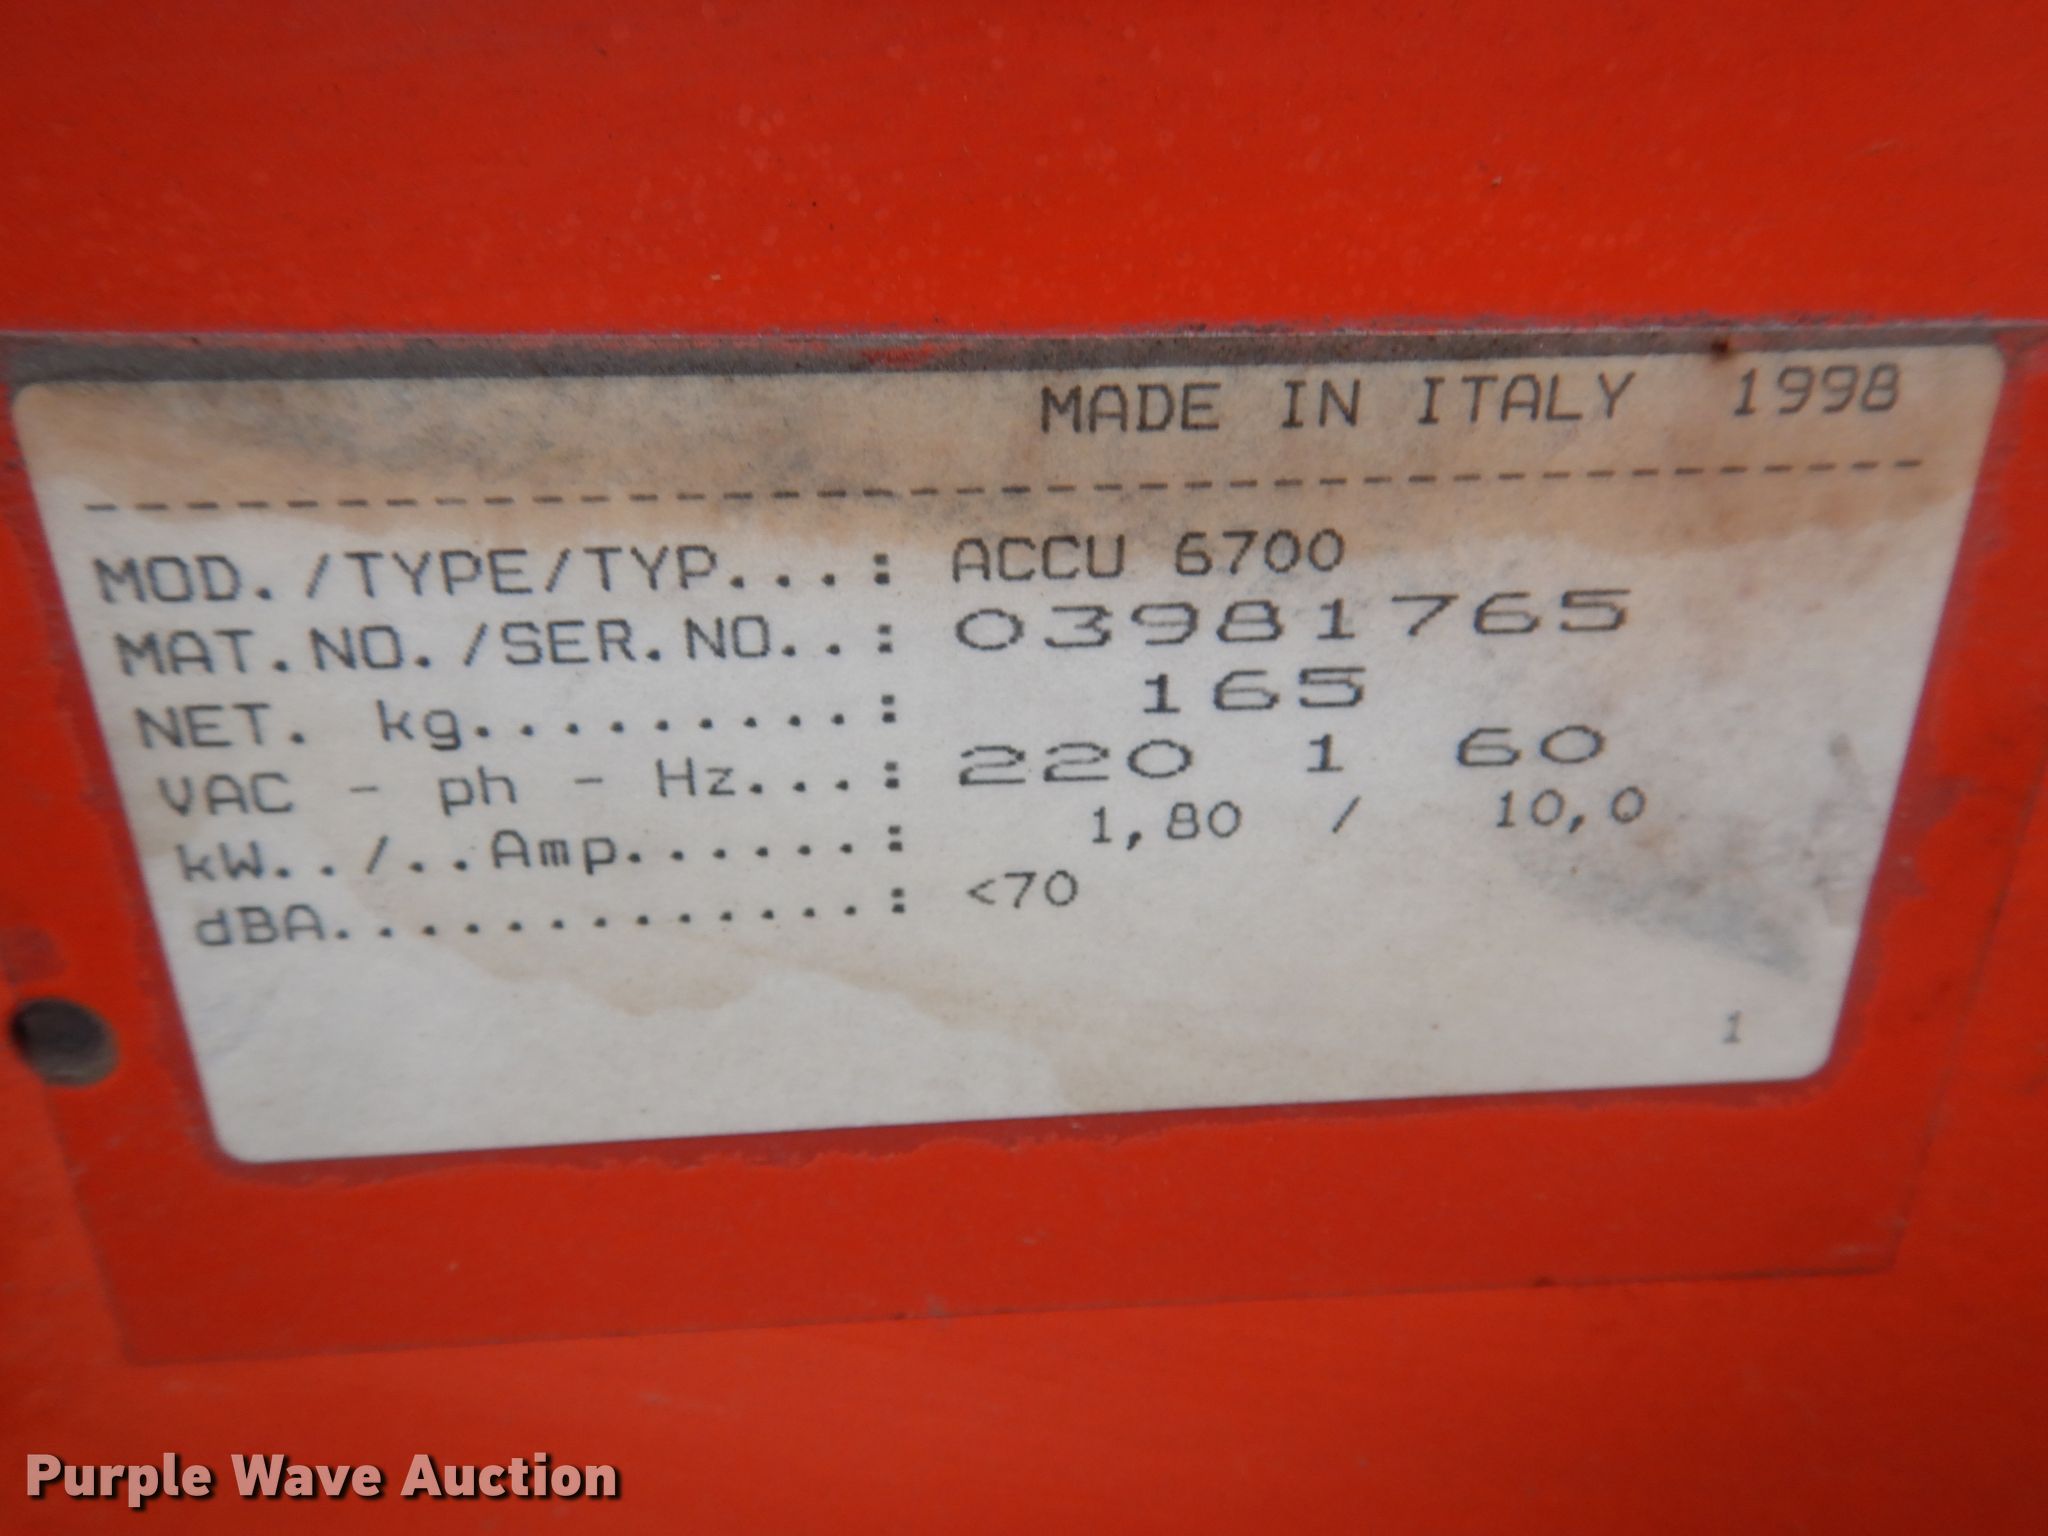 MADE IN ITALY 1998
--------------------------------
MOD./TYPE/TYP...: ACCU 6700
MAT.NO./SER.NO..: 03981765
NET. kg.........: 165
VAC - ph - Hz...: 220 1 60
kW../..Amp......: 1,80 / 10,0
dBA.............: <70
1
Purple Wave Auction